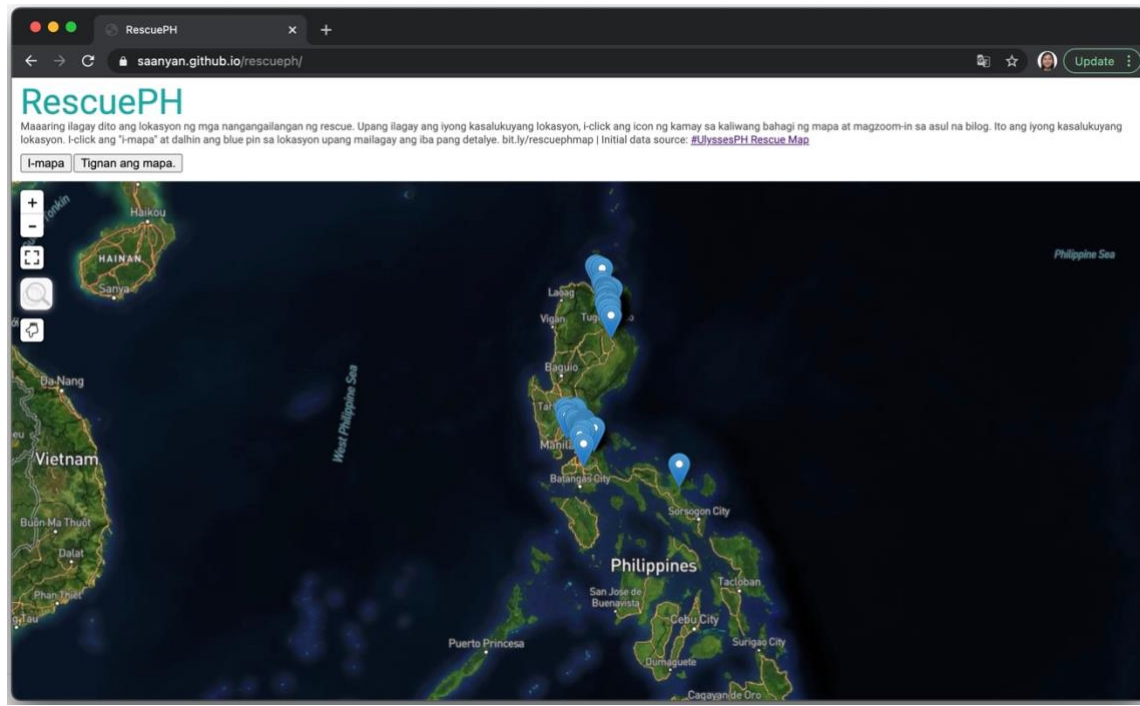 RescuePH
saanyan.github.io/rescueph/
Update
RescuePH
Maaaring ilagay dito ang lokasyon ng mga nangangailangan ng rescue. Upang ilagay ang iyong kasalukuyang lokasyon, i-click ang icon ng kamay sa kaliwang bahagi ng mapa at magzoom-in sa asul na bilog. Ito ang iyong kasalukuyang
lokasyon. I-click ang "i-mapa" at dalhin ang blue pin sa lokasyon upang mailagay ang iba pang detalye. bit.ly/rescuephmap | Initial data source: #UlyssesPH Rescue Map
I-mapa Tignan ang mapa.
+
-
Haikou
HAINAN
Sanya
Philippine Sea
Laoag
Vigan
Da Nang
Baguio
West Philippine Sea
Vietnam
Batangas City
Sorsogon City
Buôn Ma Thuột
Dalat
Phan Thiết
Philippines
Tacloban
San Jose de
Buenavista
Cebu City
Puerto Princesa
Surigao City
Dumaguete
Cagayan de Oro